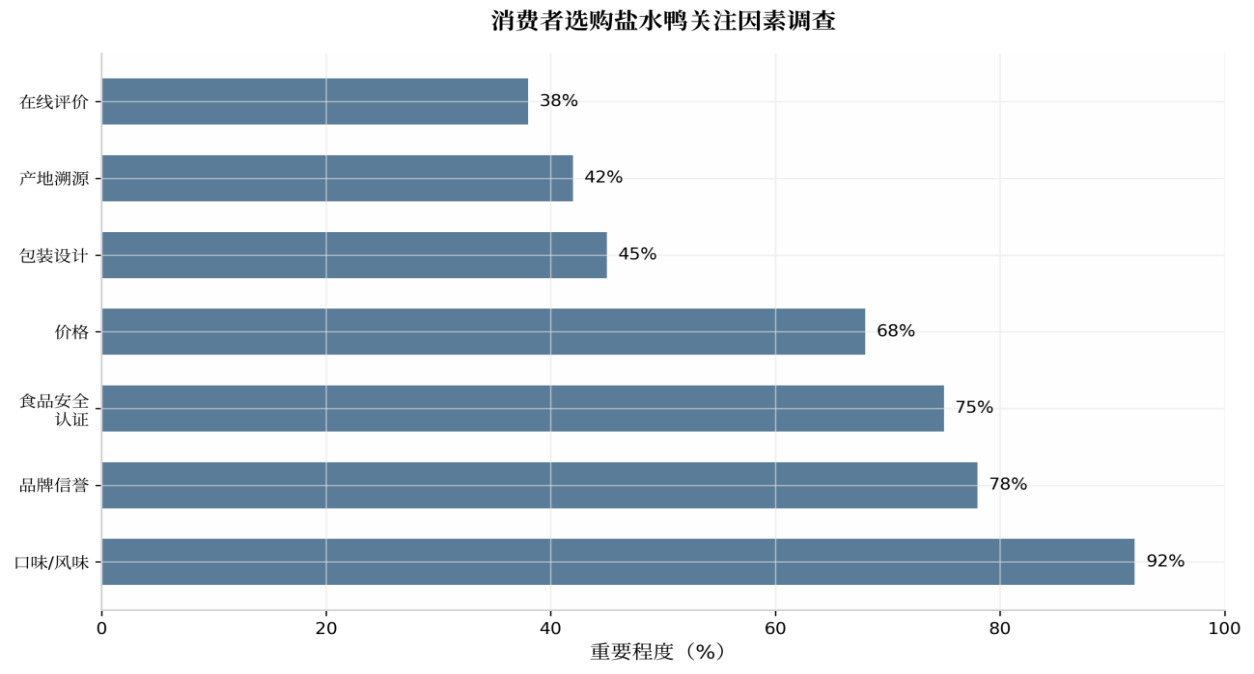 消费者选购盐水鸭关注因素调查
在线评价
38%
产地溯源
42%
包装设计
45%
价格
68%
食品安全
认证
75%
品牌信誉
78%
口味/风味
92%
0 20 40 60 80 100
重要程度（%）